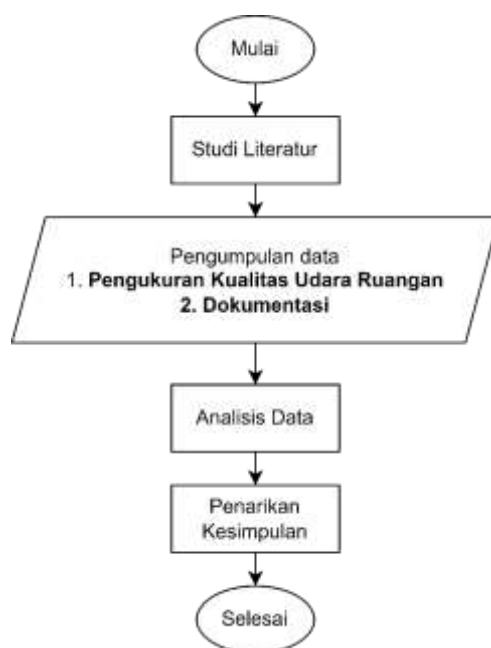 Mulai
Studi Literatur
Pengumpulan data
1. Pengukuran Kualitas Udara Ruangan
2. Dokumentasi
Analisis Data
Penarikan
Kesimpulan
Selesai